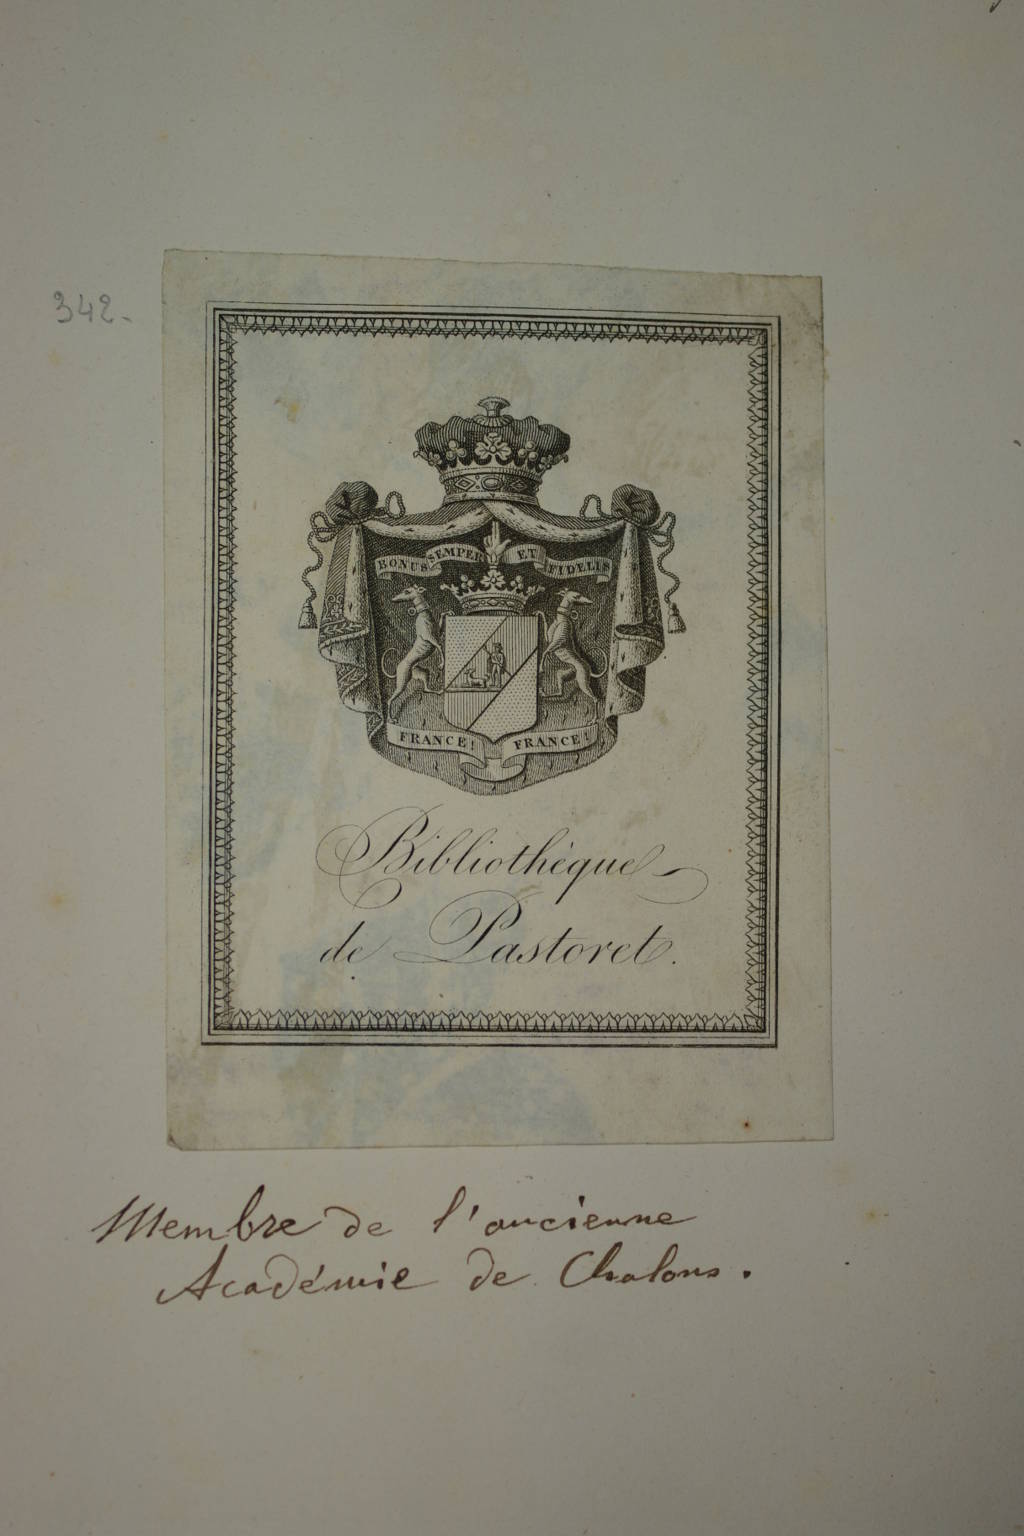 342.
BONUS SEMPER ET FIDELIS
FRANCE! FRANCE!
Bibliothèque
de Pastoret.
Membre de l'ancienne
Académie de Chalons.